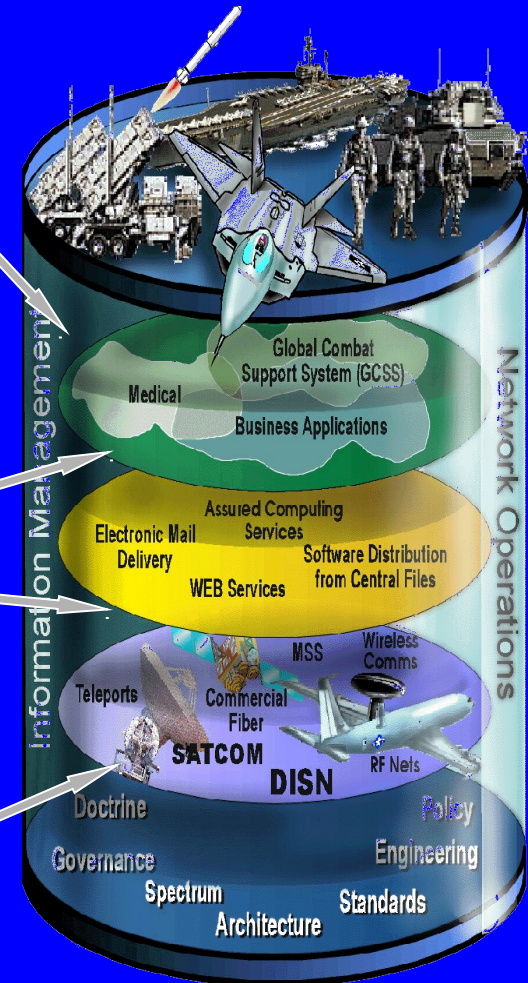 Information Management
Network Operations
Global Combat
Support System (GCSS)
Medical
Business Applications
Assured Computing
Services
Electronic Mail
Delivery
Software Distribution
from Central Files
WEB Services
MSS
Wireless
Comms
Teleports
Commercial
Fiber
SATCOM
RF Nets
DISN
Doctrine
Policy
Governance
Engineering
Spectrum
Standards
Architecture